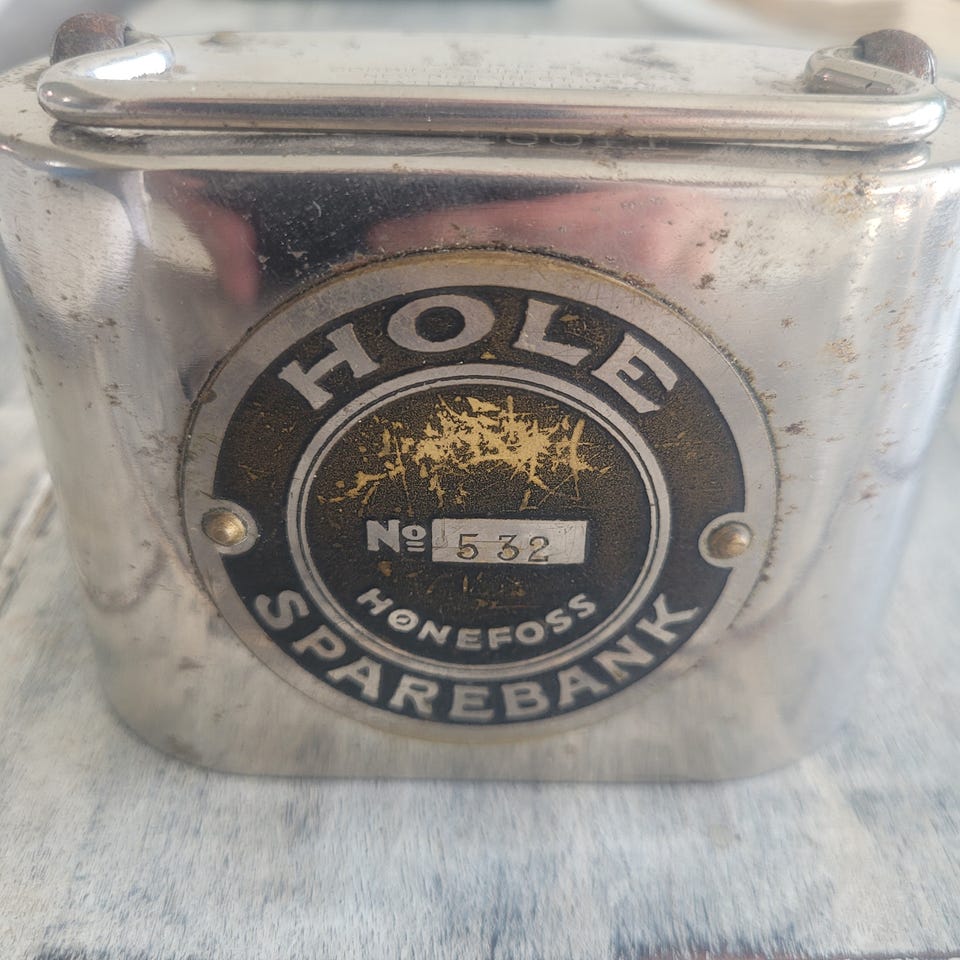 HOLE
Nº 532
HØNEFOSS
SPAREBANK